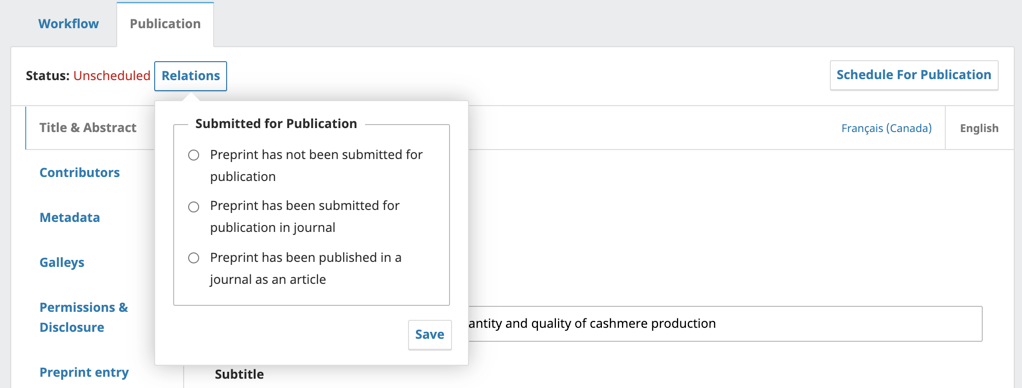 Workflow
Publication
Status: Unscheduled
Relations
Schedule For Publication
Submitted for Publication
Preprint has not been submitted for
publication
Preprint has been submitted for
publication in journal
Preprint has been published in a
journal as an article
Save
Title & Abstract
Français (Canada)
English
Contributors
Metadata
Galleys
Permissions &
Disclosure
Preprint entry
and quality of cashmere production
Subtitle